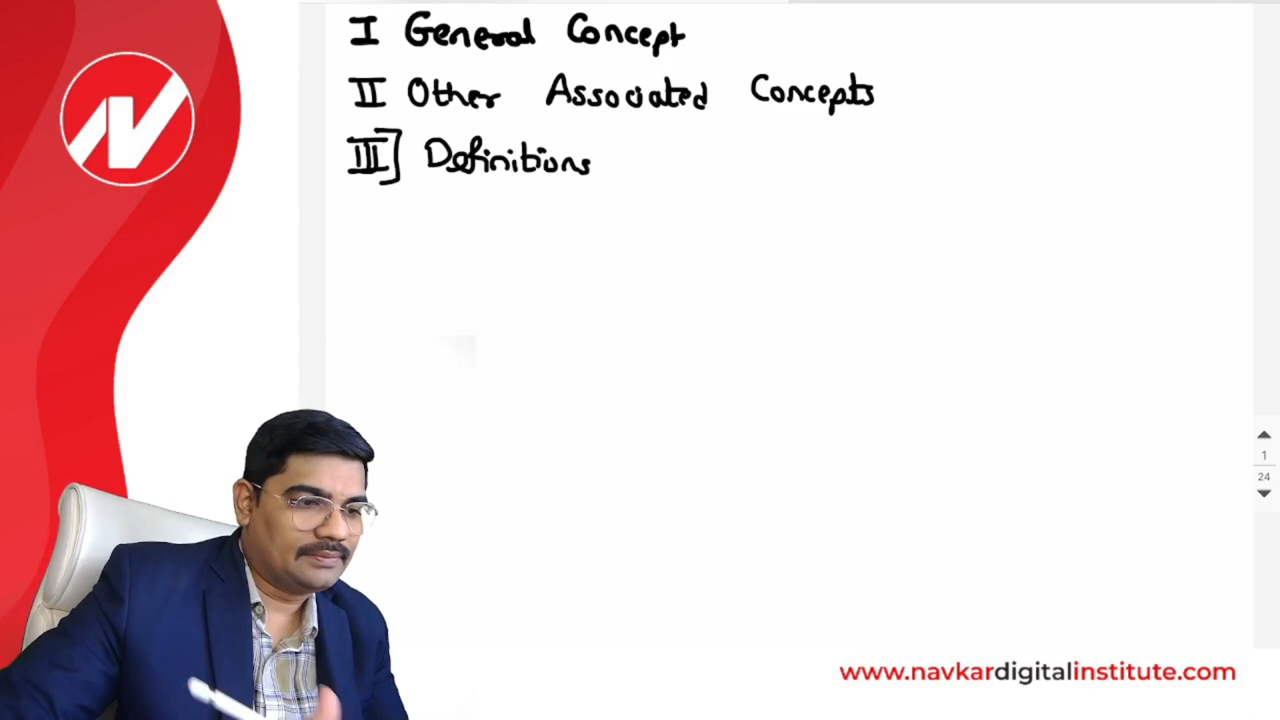 I General Concept
II Other Associated Concepts
III] Definitions
1
24
www.navkardigitalinstitute.com